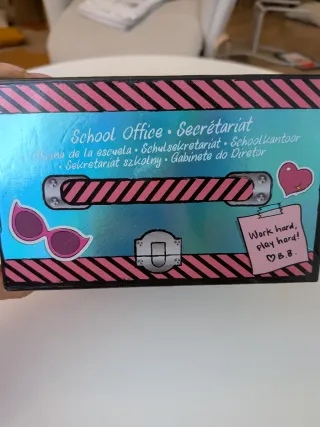 School Office • Secrétariat
Oficina de la escuela • Schulsekretariat • Schoolkantoor
• Sekretariat szkolny • Gabinete do Diretor
Work hard,
play hard!
♡ B.B.